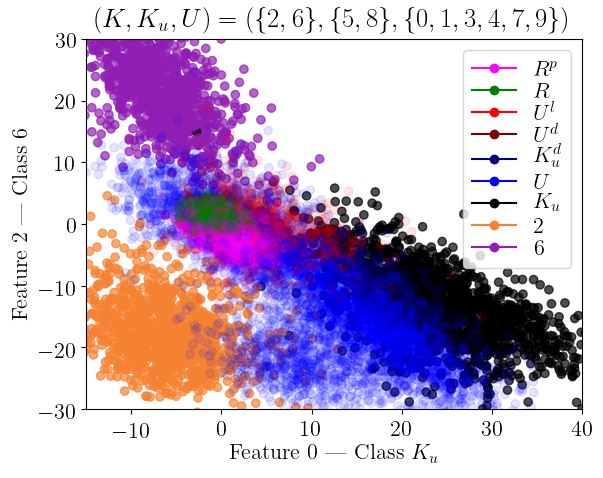 (K, K_u, U) = ({2, 6}, {5, 8}, {0, 1, 3, 4, 7, 9})
30
20
10
0
−10
−20
−30
Feature 2 — Class 6
R^p
R
U^l
U^d
K_u^d
U
K_u
2
6
−10
0
10
20
30
40
Feature 0 — Class K_u